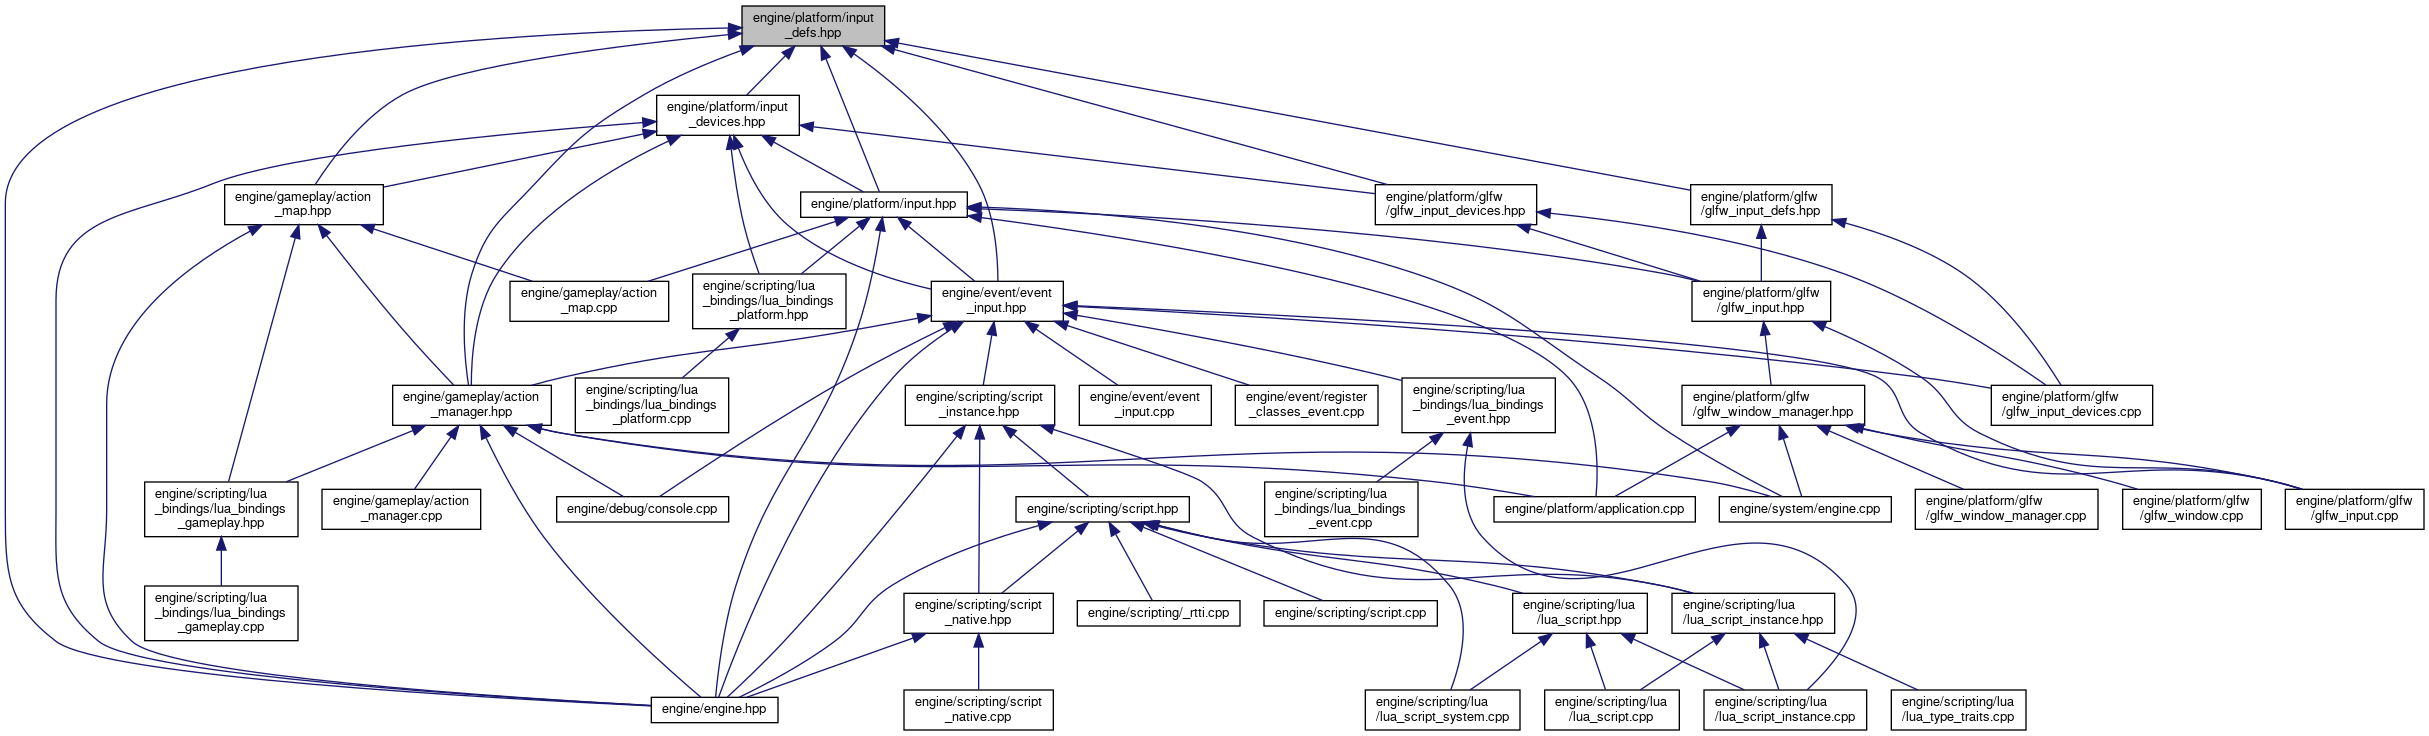 engine/platform/input
_defs.hpp
engine/platform/input
_devices.hpp
engine/gameplay/action
_map.hpp
engine/platform/input.hpp
engine/platform/glfw
/glfw_input_devices.hpp
engine/platform/glfw
/glfw_input_defs.hpp
engine/gameplay/action
_map.cpp
engine/scripting/lua
_bindings/lua_bindings
_platform.hpp
engine/event/event
_input.hpp
engine/platform/glfw
/glfw_input.hpp
engine/gameplay/action
_manager.hpp
engine/scripting/lua
_bindings/lua_bindings
_platform.cpp
engine/scripting/script
_instance.hpp
engine/event/event
_input.cpp
engine/event/register
_classes_event.cpp
engine/scripting/lua
_bindings/lua_bindings
_event.hpp
engine/platform/glfw
/glfw_window_manager.hpp
engine/platform/glfw
/glfw_input_devices.cpp
engine/scripting/lua
_bindings/lua_bindings
_gameplay.hpp
engine/gameplay/action
_manager.cpp
engine/debug/console.cpp
engine/scripting/script.hpp
engine/scripting/lua
_bindings/lua_bindings
_event.cpp
engine/platform/application.cpp
engine/system/engine.cpp
engine/platform/glfw
/glfw_window_manager.cpp
engine/platform/glfw
/glfw_window.cpp
engine/platform/glfw
/glfw_input.cpp
engine/scripting/lua
_bindings/lua_bindings
_gameplay.cpp
engine/scripting/script
_native.hpp
engine/scripting/_rtti.cpp
engine/scripting/script.cpp
engine/scripting/lua
/lua_script.hpp
engine/scripting/lua
/lua_script_instance.hpp
engine/engine.hpp
engine/scripting/script
_native.cpp
engine/scripting/lua
/lua_script_system.cpp
engine/scripting/lua
/lua_script.cpp
engine/scripting/lua
/lua_script_instance.cpp
engine/scripting/lua
/lua_type_traits.cpp